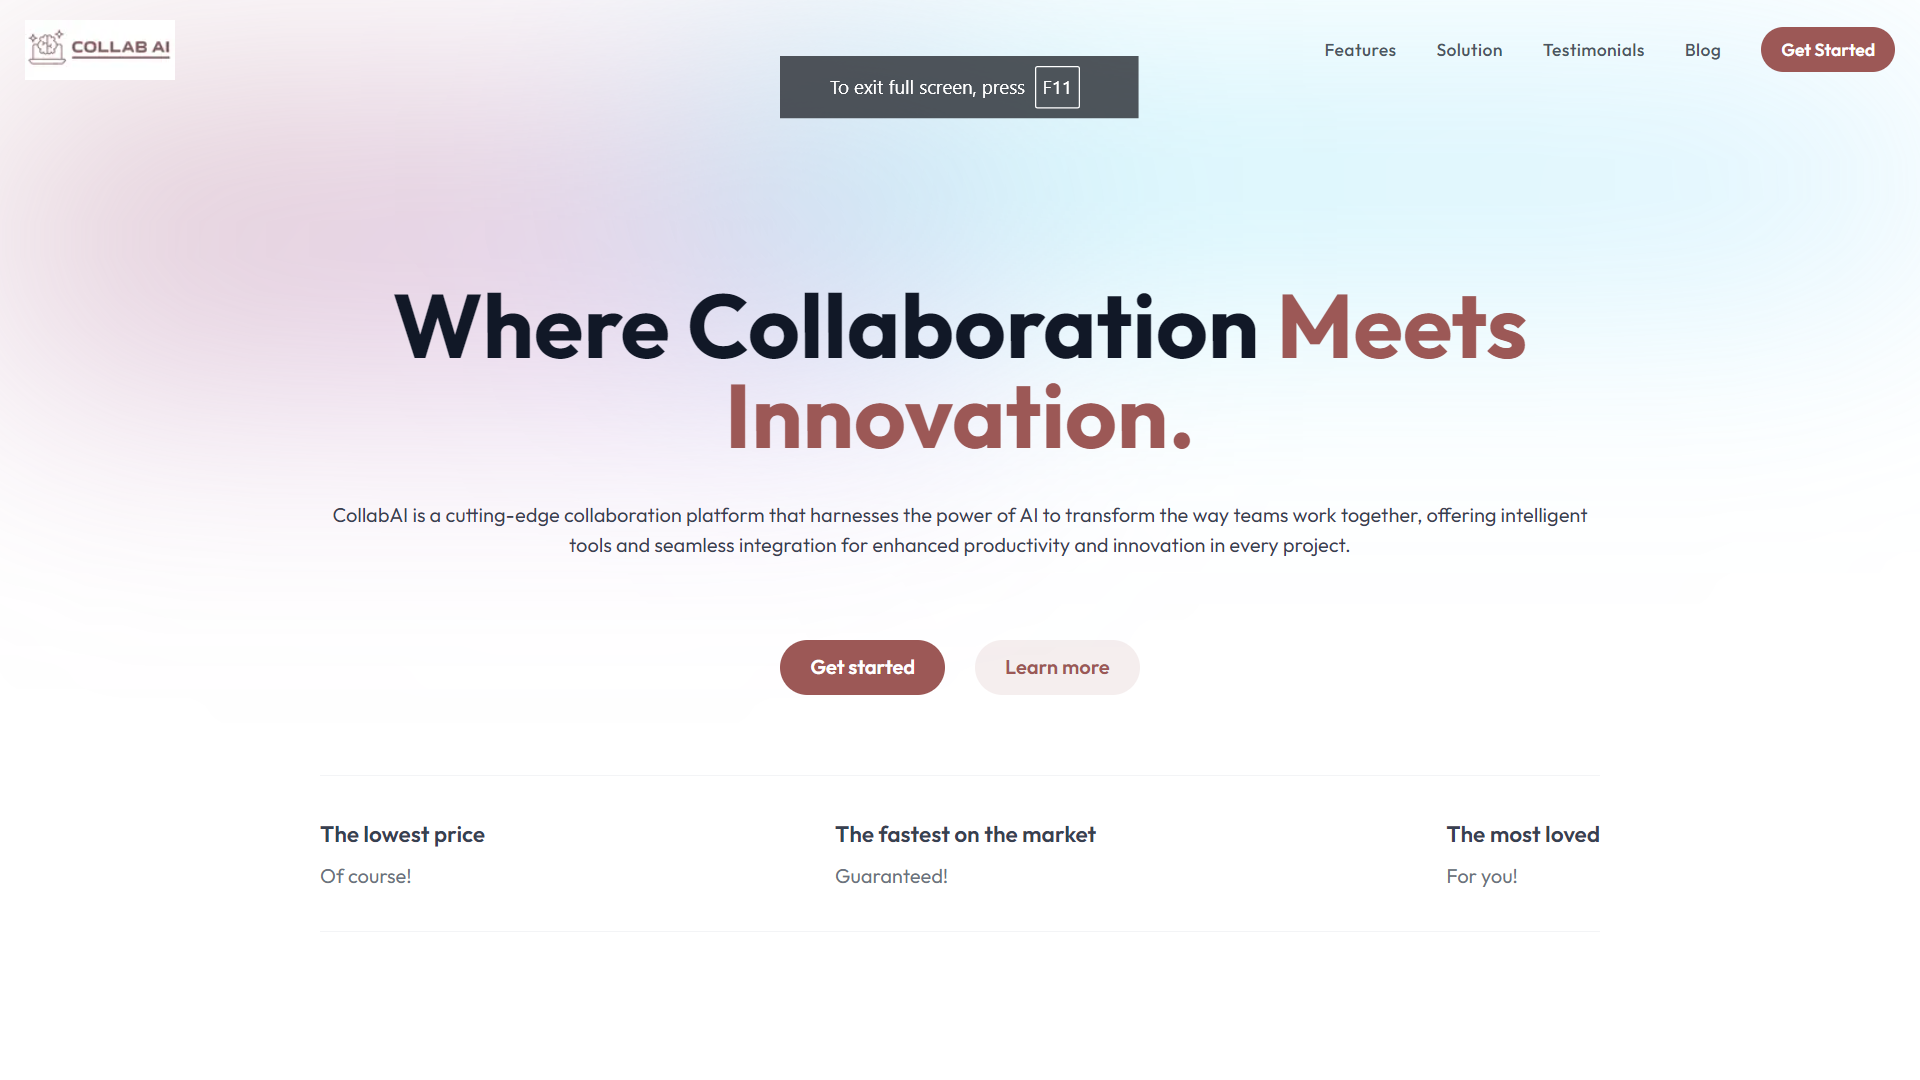 COLLAB AI
Features
Solution
Testimonials
Blog
Get Started
To exit full screen, press F11
Where Collaboration Meets
Innovation.
CollabAI is a cutting-edge collaboration platform that harnesses the power of AI to transform the way teams work together, offering intelligent
tools and seamless integration for enhanced productivity and innovation in every project.
Get started
Learn more
The lowest price
Of course!
The fastest on the market
Guaranteed!
The most loved
For you!